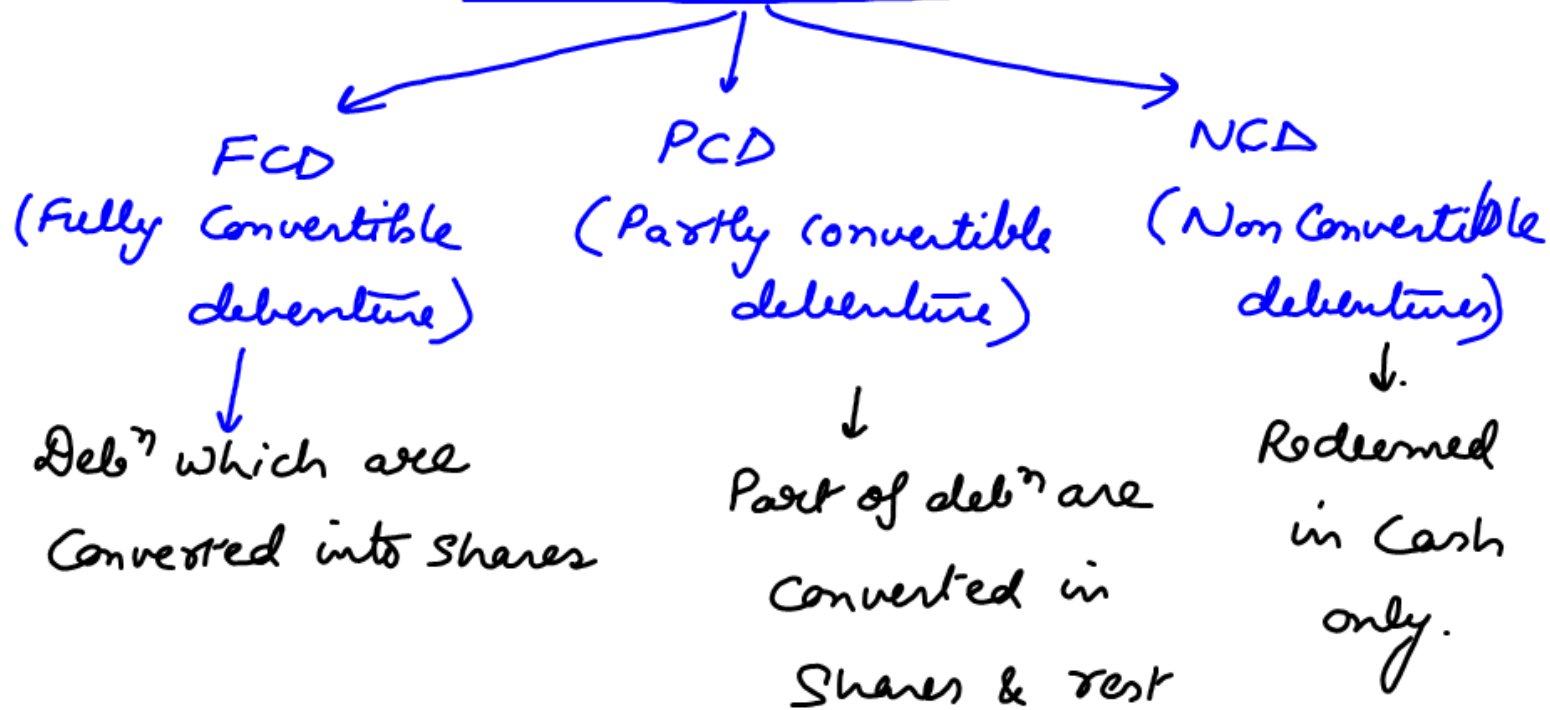 FCD
(Fully Convertible
debenture)
Debⁿ which are
Converted into Shares
PCD
(Partly convertible
debenture)
Part of debⁿ are
Converted in
Shares & rest
NCD
(Non Convertible
debentures)
Redeemed
in Cash
only.